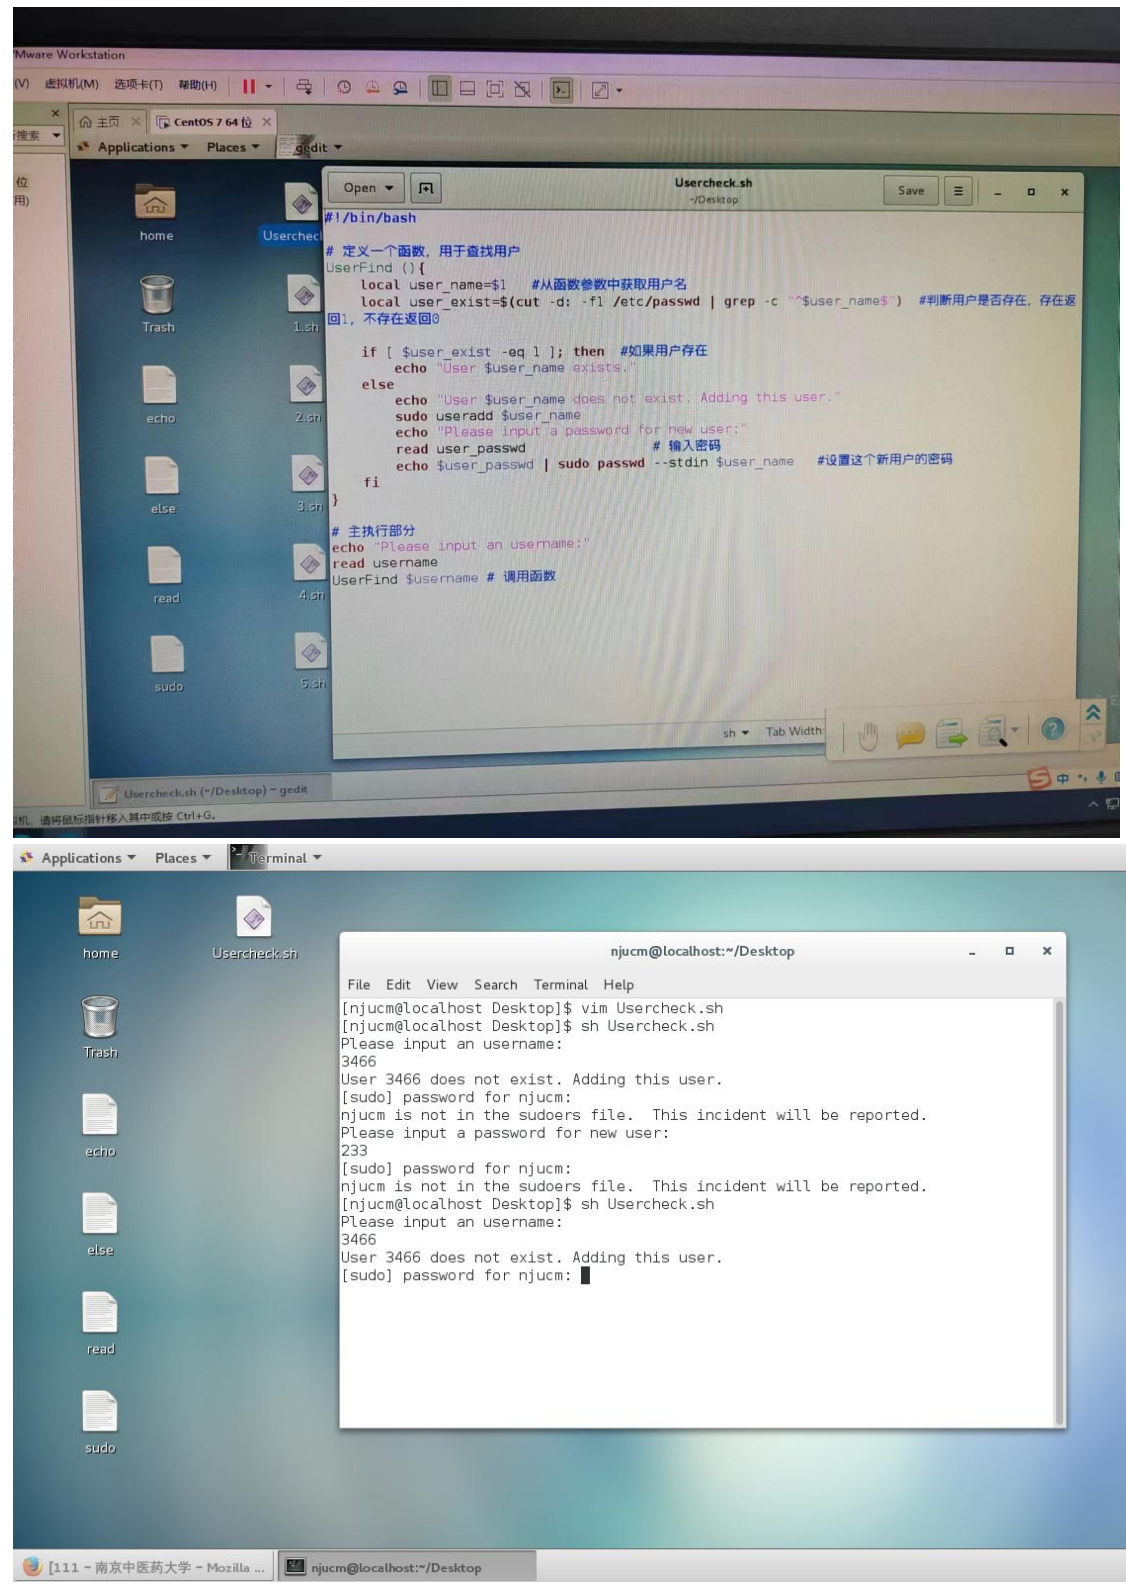 Mware Workstation
(V) 虚拟机(M) 选项卡(T) 帮助(H)
搜索
主页
CentOS 7 64 位
Applications Places gedit
位
用)
Open
Usercheck.sh
~/Desktop
Save
home
Userchec
Trash
1.sh
echo
2.sh
else
3.sh
read
4.sh
sudo
5.sh
#!/bin/bash
# 定义一个函数，用于查找用户
UserFind (){
local user_name=$1 #从函数参数中获取用户名
local user_exist=$(cut -d: -f1 /etc/passwd | grep -c "^$user_name$") #判断用户是否存在，存在返
回1，不存在返回0
if [ $user_exist -eq 1 ]; then #如果用户存在
echo "User $user_name exists."
else
echo "User $user_name does not exist. Adding this user."
sudo useradd $user_name
echo "Please input a password for new user:"
read user_passwd # 输入密码
echo $user_passwd | sudo passwd --stdin $user_name #设置这个新用户的密码
fi
}
# 主执行部分
echo "Please input an username:"
read username
UserFind $username # 调用函数
sh Tab Width:
中
Usercheck.sh (~/Desktop) - gedit
拟机，请将鼠标指针移入其中或按 Ctrl+G。
Applications Places Terminal
home
Usercheck.sh
Trash
echo
else
read
sudo
njucm@localhost:~/Desktop
File Edit View Search Terminal Help
[njucm@localhost Desktop]$ vim Usercheck.sh
[njucm@localhost Desktop]$ sh Usercheck.sh
Please input an username:
3466
User 3466 does not exist. Adding this user.
[sudo] password for njucm:
njucm is not in the sudoers file.  This incident will be reported.
Please input a password for new user:
233
[sudo] password for njucm:
njucm is not in the sudoers file.  This incident will be reported.
[njucm@localhost Desktop]$ sh Usercheck.sh
Please input an username:
3466
User 3466 does not exist. Adding this user.
[sudo] password for njucm:
[111 - 南京中医药大学 - Mozilla ...
njucm@localhost:~/Desktop